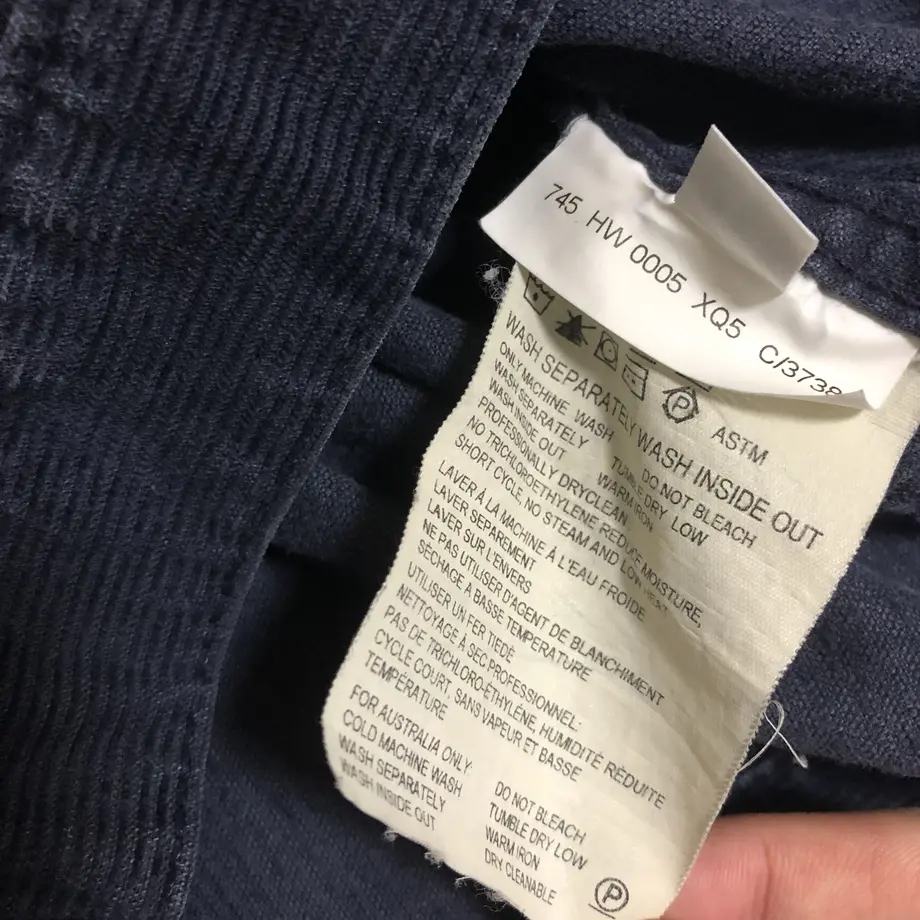 745 HW 0005 XQ5 C/3738
P ASTM
WASH SEPARATELY WASH INSIDE OUT
ONLY MACHINE WASH
WASH SEPARATELY
WASH INSIDE OUT
DO NOT BLEACH
TUMBLE DRY LOW
WARM IRON
PROFESSIONALLY DRYCLEAN
NO TRICHLOROETHYLENE REDUCE MOISTURE,
SHORT CYCLE, NO STEAM AND LOW HEAT
LAVER À LA MACHINE À L'EAU FROIDE
LAVER SEPAREMENT
LAVER SUR L'ENVERS
NE PAS UTILISER D'AGENT DE BLANCHIMENT
SÉCHAGE A BASSE TEMPERATURE
UTILISER UN FER TIEDÈ
NETTOYAGE À SEC PROFESSIONNEL:
PAS DE TRICHLORO-ÉTHYLÈNE, HUMIDITÉ RÉDUITE
CYCLE COURT, SANS VAPEUR ET BASSE
TEMPÉRATURE
FOR AUSTRALIA ONLY:
COLD MACHINE WASH
WASH SEPARATELY
WASH INSIDE OUT
DO NOT BLEACH
TUMBLE DRY LOW
WARM IRON
DRY CLEANABLE
P